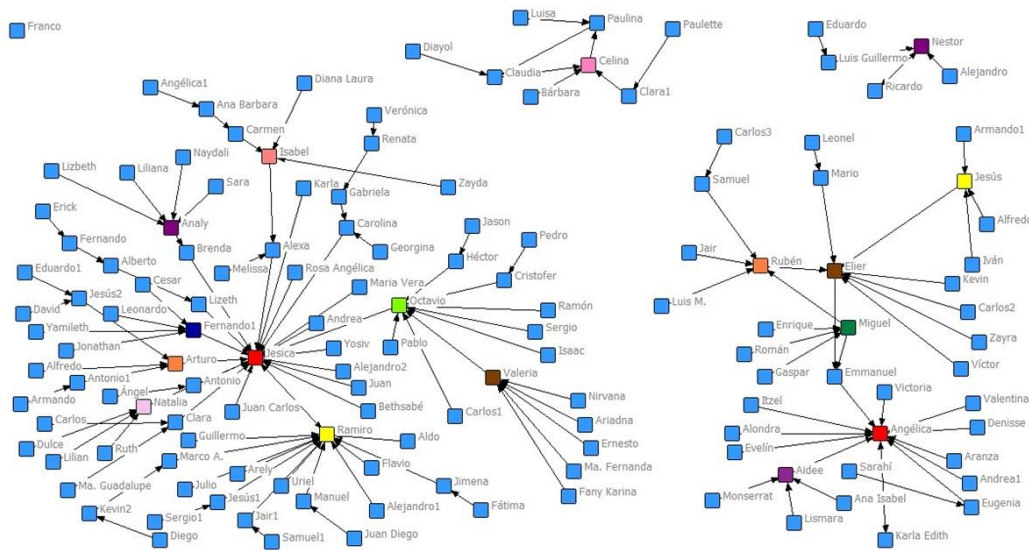 Franco
Luisa
Paulina
Paulette
Diayol
Claudia
Celina
Bárbara
Clara1
Eduardo
Luis Guillermo
Nestor
Ricardo
Alejandro
Angélica1
Diana Laura
Ana Barbara
Carmen
Isabel
Verónica
Renata
Zayda
Lizbeth
Liliana
Naydali
Sara
Analy
Karla
Gabriela
Carolina
Georgina
Erick
Fernando
Alberto
Brenda
Alexa
Melissa
Rosa Angélica
Jason
Héctor
Pedro
Cristofer
Eduardo1
Jesús2
Cesar
Lizeth
Maria Vera
Octavio
Ramón
David
Leonardo
Fernando1
Andrea
Sergio
Yamileth
Yosiv
Pablo
Isaac
Jonathan
Jesica
Alejandro2
Alfredo
Arturo
Juan
Valeria
Antonio1
Antonio
Juan Carlos
Bethsabé
Carlos1
Nirvana
Armando
Ángel
Natalia
Ariadna
Carlos
Clara
Ramiro
Aldo
Ernesto
Dulce
Guillermo
Lilian
Ruth
Marco A.
Ma. Fernanda
Arely
Flavio
Fany Karina
Ma. Guadalupe
Julio
Uriel
Jimena
Kevin2
Jesús1
Manuel
Alejandro1
Fátima
Sergio1
Jair1
Diego
Samuel1
Juan Diego
Carlos3
Leonel
Armando1
Samuel
Mario
Jesús
Alfredo
Jair
Rubén
Elier
Iván
Kevin
Luis M.
Carlos2
Enrique
Miguel
Zayra
Román
Víctor
Gaspar
Emmanuel
Itzel
Victoria
Valentina
Alondra
Angélica
Denisse
Evelín
Aranza
Aidee
Sarahí
Andrea1
Monserrat
Ana Isabel
Eugenia
Lismara
Karla Edith